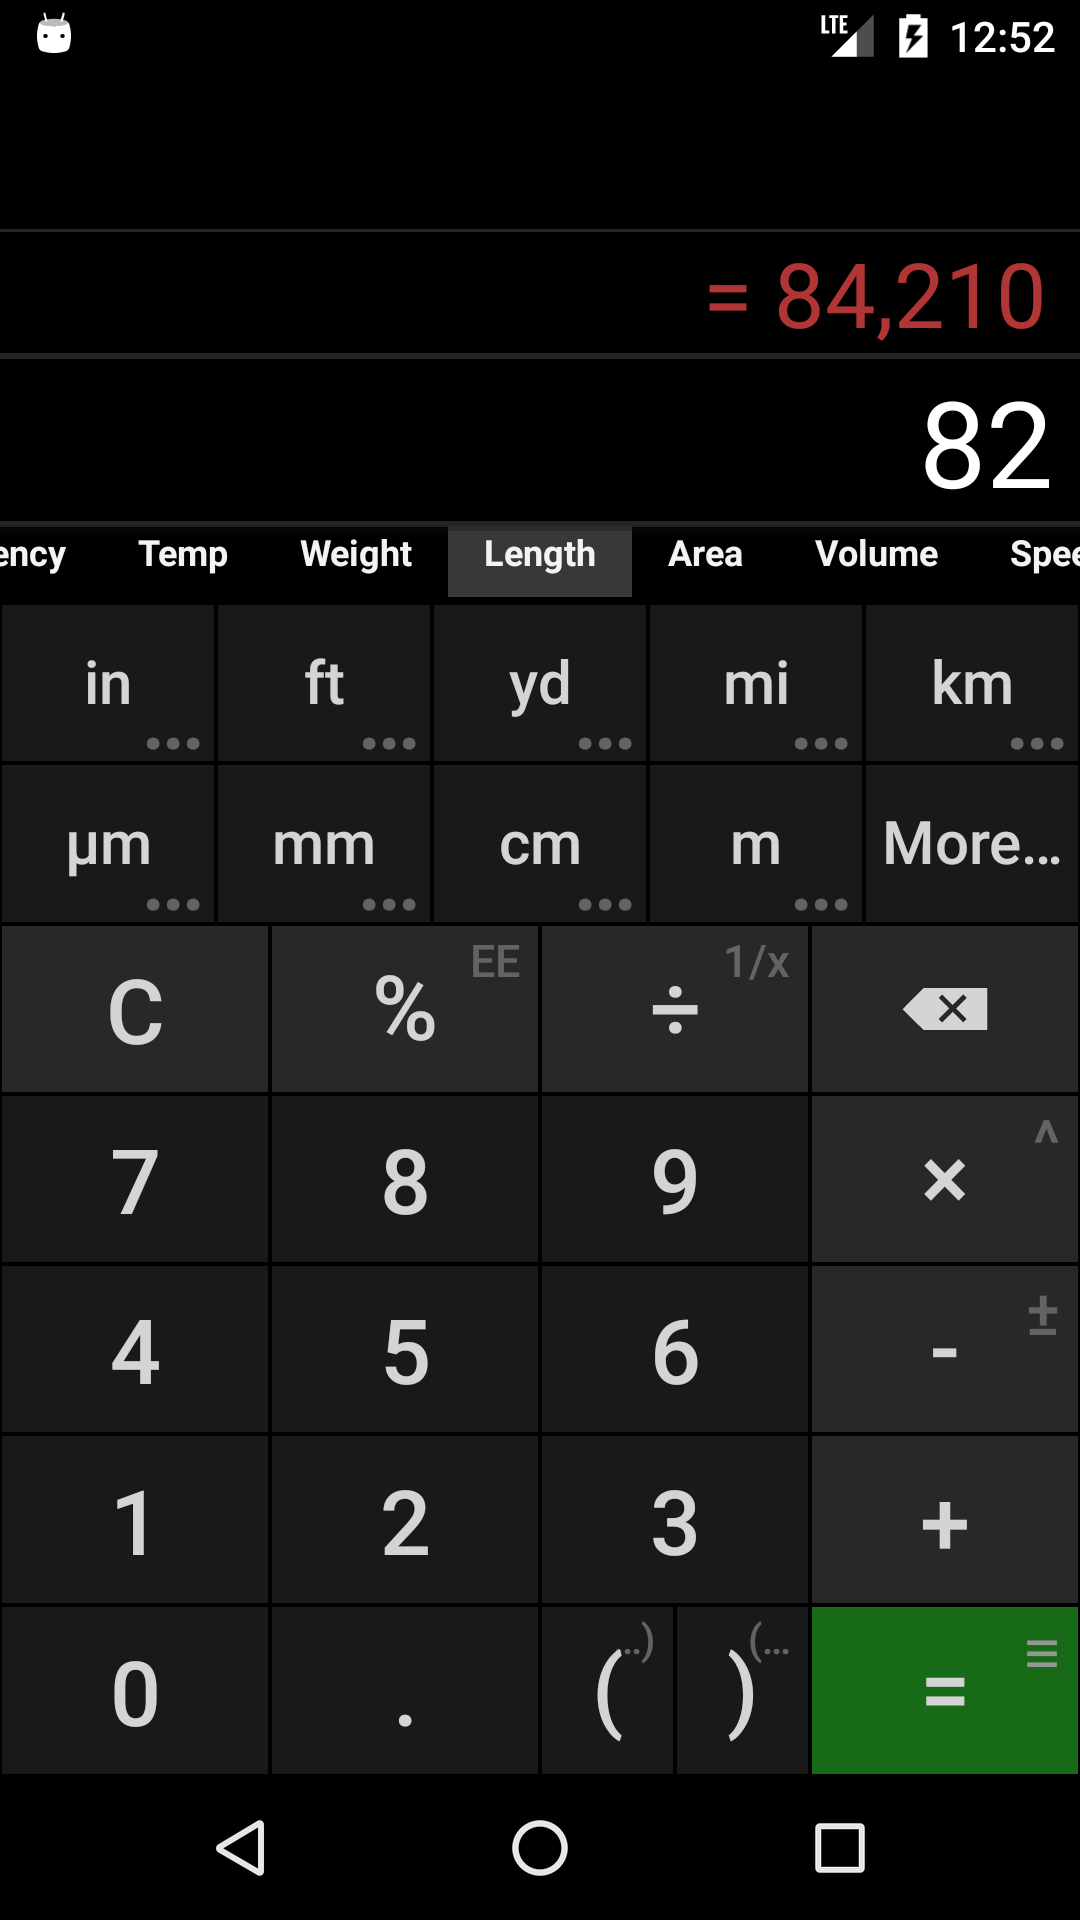 LTE 12:52
= 84,210
82
ency Temp Weight Length Area Volume Spee
in ft yd mi km
µm mm cm m More...
C % EE ÷ 1/x
7 8 9 × ^
4 5 6 - ±
1 2 3 +
0 . ( ..) ) (... =